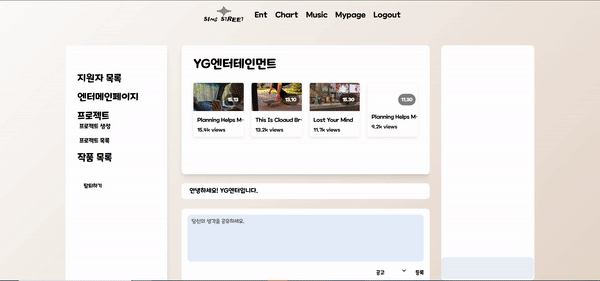 SING STREET
Ent Chart Music Mypage Logout
지원자 목록
엔터메인페이지
프로젝트
프로젝트 생성
프로젝트 목록
작품 목록
탈퇴하기
YG엔터테인먼트
15.13
Planning Helps M
15.4k views
13.10
This Is Cloaud Br
13.2k views
15.30
Lost Your Mind
11.7k views
11.30
Planning Helps M
9.2k views
안녕하세요! YG엔터입니다.
당신의 생각을 공유하세요.
공고
등록